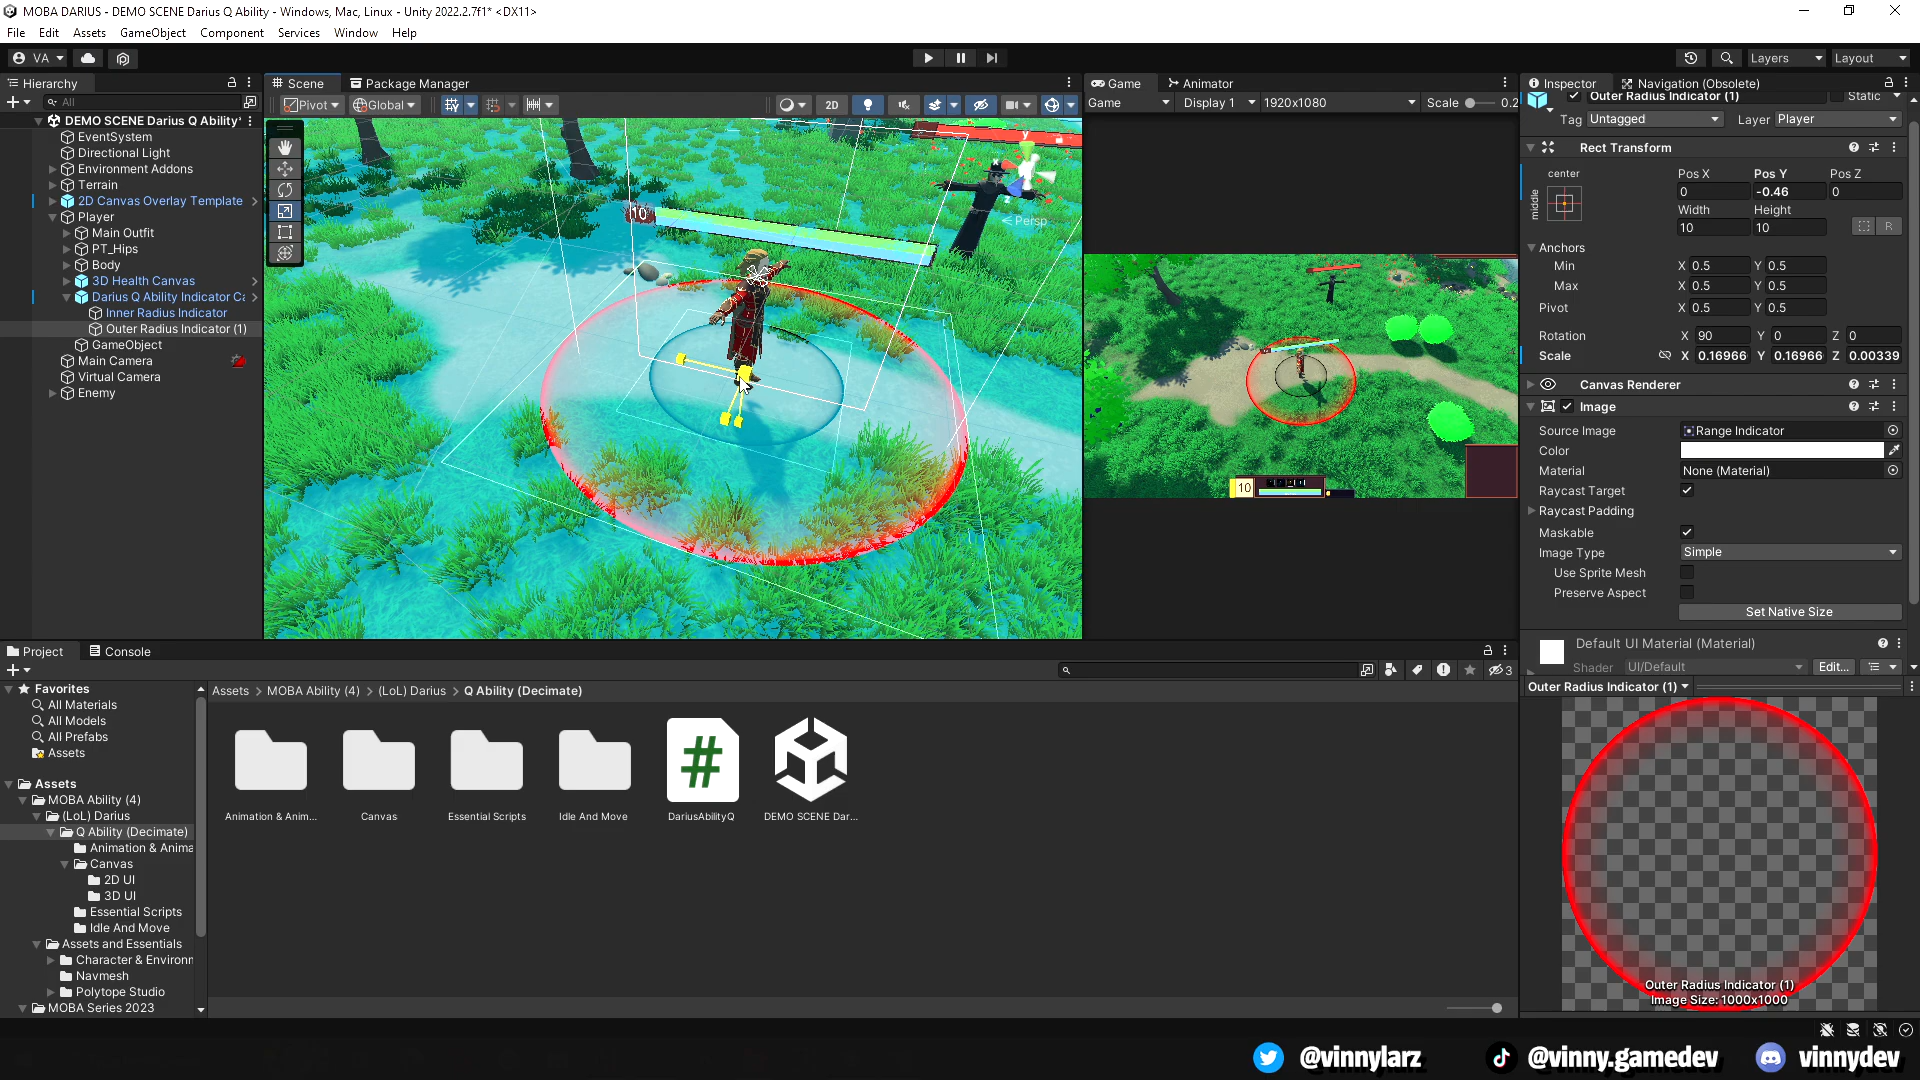 MOBA DARIUS - DEMO SCENE Darius Q Ability - Windows, Mac, Linux - Unity 2022.2.7f1* <DX11>
File Edit Assets GameObject Component Services Window Help
VA
Layers Layout
Hierarchy
All
DEMO SCENE Darius Q Ability*
EventSystem
Directional Light
Environment Addons
Terrain
2D Canvas Overlay Template
Player
Main Outfit
PT_Hips
Body
3D Health Canvas
Darius Q Ability Indicator Ca
Inner Radius Indicator
Outer Radius Indicator (1)
GameObject
Main Camera
Virtual Camera
Enemy
Scene Package Manager
Pivot Global 2D
10
y
z
Persp
Game Animator
Game Display 1 1920x1080 Scale 0.2
10
Inspector Navigation (Obsolete)
Outer Radius Indicator (1) Static
Tag Untagged Layer Player
Rect Transform
center
middle
Pos X Pos Y Pos Z
0 -0.46 0
Width Height
10 10 R
Anchors
Min X 0.5 Y 0.5
Max X 0.5 Y 0.5
Pivot X 0.5 Y 0.5
Rotation X 90 Y 0 Z 0
Scale X 0.16966 Y 0.16966 Z 0.00339
Canvas Renderer
Image
Source Image Range Indicator
Color
Material None (Material)
Raycast Target
Raycast Padding
Maskable
Image Type Simple
Use Sprite Mesh
Preserve Aspect
Set Native Size
Default UI Material (Material)
Shader UI/Default Edit...
Outer Radius Indicator (1)
Outer Radius Indicator (1)
Image Size: 1000x1000
Project Console
3
Favorites
All Materials
All Models
All Prefabs
Assets
Assets
MOBA Ability (4)
(LoL) Darius
Q Ability (Decimate)
Animation & Anima
Canvas
2D UI
3D UI
Essential Scripts
Idle And Move
Assets and Essentials
Character & Environm
Navmesh
Polytope Studio
MOBA Series 2023
Assets > MOBA Ability (4) > (LoL) Darius > Q Ability (Decimate)
Animation & Anim... Canvas Essential Scripts Idle And Move DariusAbilityQ DEMO SCENE Dar...
@vinnylarz @vinny.gamedev vinnydev